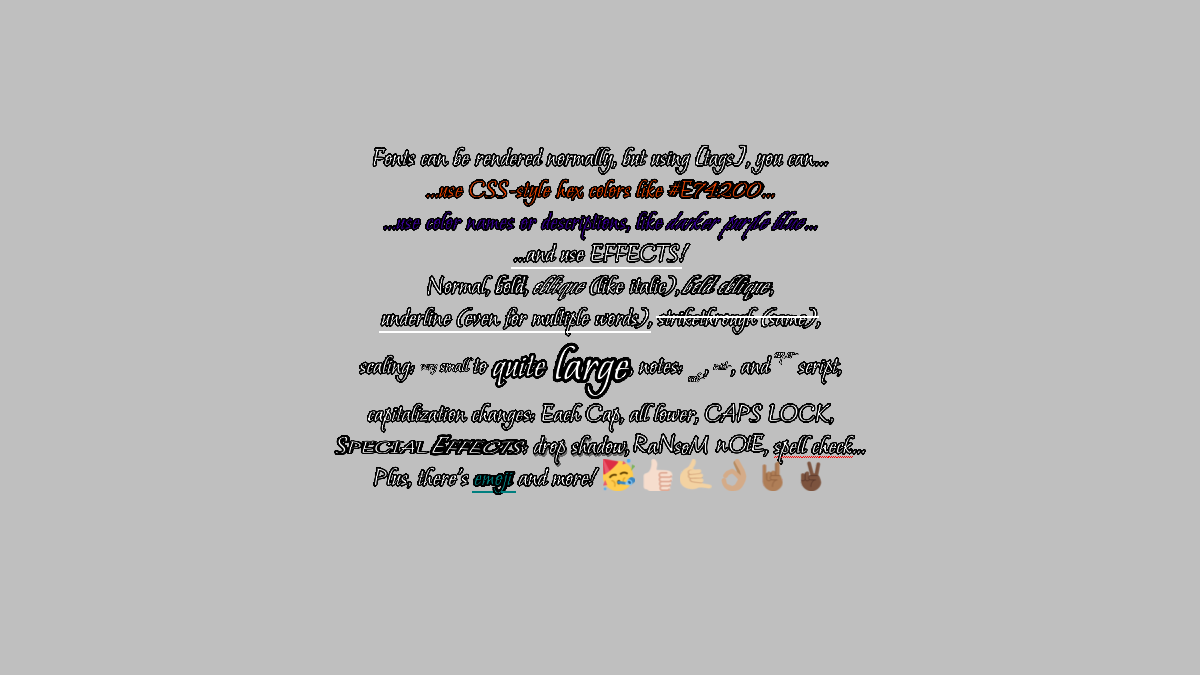 Fonts can be rendered normally, but using [tags], you can...
...use CSS-style hex colors like #E74200...
...use color names or descriptions, like darker purple blue...
...and use EFFECTS!
Normal, bold, oblique (like italic), bold oblique,
underline (even for multiple words), strikethrough (same),
scaling: very small to quite large, notes: sub-, mid-, and super- script,
capitalization changes: Each Cap, all lower, CAPS LOCK,
SPECIAL EFFECTS: drop shadow, RaNsoM nOtE, spell check...
Plus, there's emoji and more! 🥳👍🏻🤙🏼👌🏽🤘🏾✌🏿